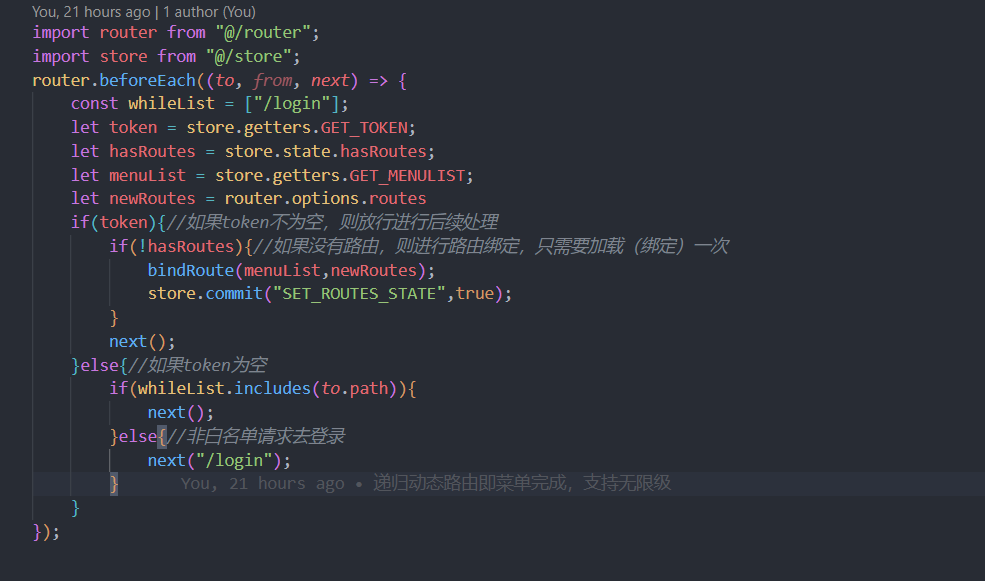 You, 21 hours ago | 1 author (You)
import router from "@/router";
import store from "@/store";
router.beforeEach((to, from, next) => {
    const whileList = ["/login"];
    let token = store.getters.GET_TOKEN;
    let hasRoutes = store.state.hasRoutes;
    let menuList = store.getters.GET_MENULIST;
    let newRoutes = router.options.routes
    if(token){//如果token不为空，则放行进行后续处理
        if(!hasRoutes){//如果没有路由，则进行路由绑定，只需要加载（绑定）一次
            bindRoute(menuList,newRoutes);
            store.commit("SET_ROUTES_STATE",true);
        }
        next();
    }else{//如果token为空
        if(whileList.includes(to.path)){
            next();
        }else{//非白名单请求去登录
            next("/login");
        }    You, 21 hours ago • 递归动态路由即菜单完成，支持无限级
    }
});